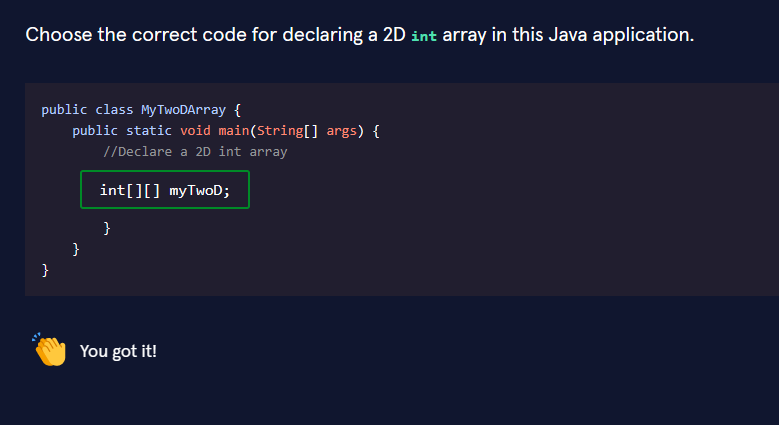 Choose the correct code for declaring a 2D int array in this Java application.
public class MyTwoDArray {
public static void main(String[] args) {
//Declare a 2D int array
int[][] myTwoD;
}
}
}
You got it!